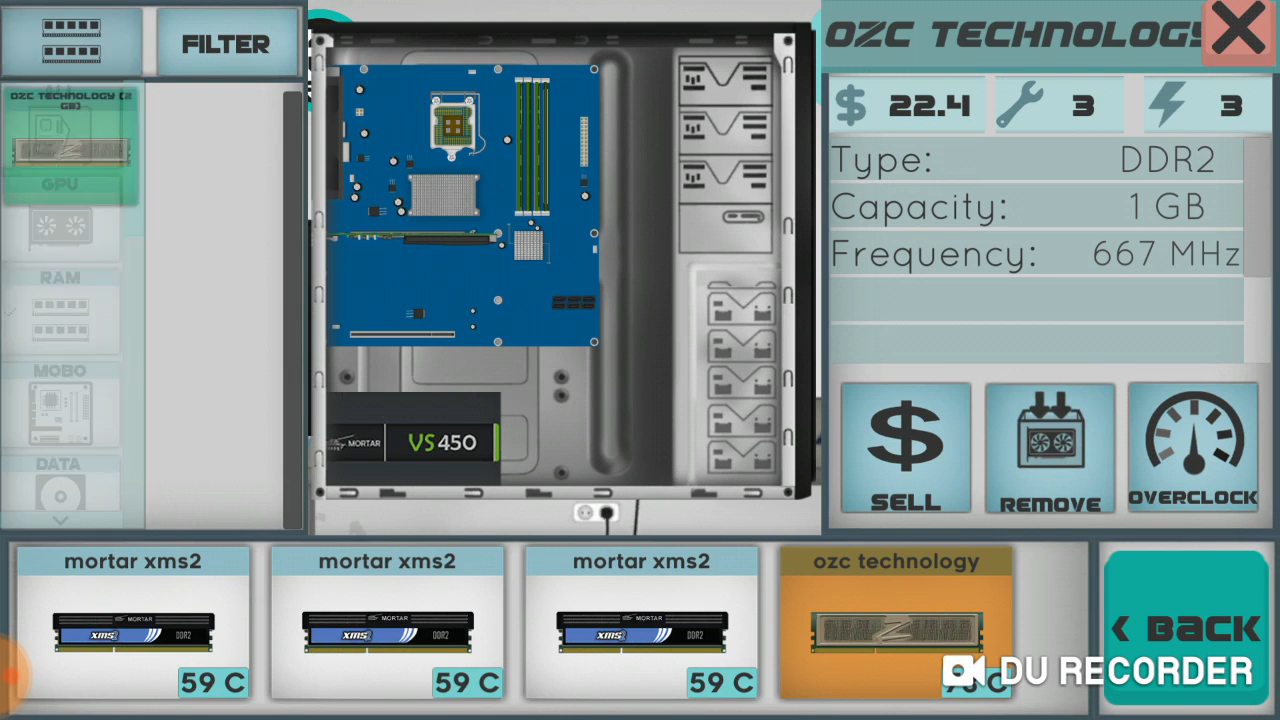 FILTER
OZC TECHNOLOGY (2 GB)
GPU
RAM
MOBO
DATA
MORTAR
VS450
OZC TECHNOLOGY
$ 22.4
3
3
Type: DDR2
Capacity: 1 GB
Frequency: 667 MHz
SELL
REMOVE
OVERCLOCK
mortar xms2
mortar xms2
mortar xms2
ozc technology
MORTAR
xms2
DDR2
MORTAR
xms2
DDR2
MORTAR
xms2
DDR2
59 C
59 C
59 C
< BACK
DU RECORDER